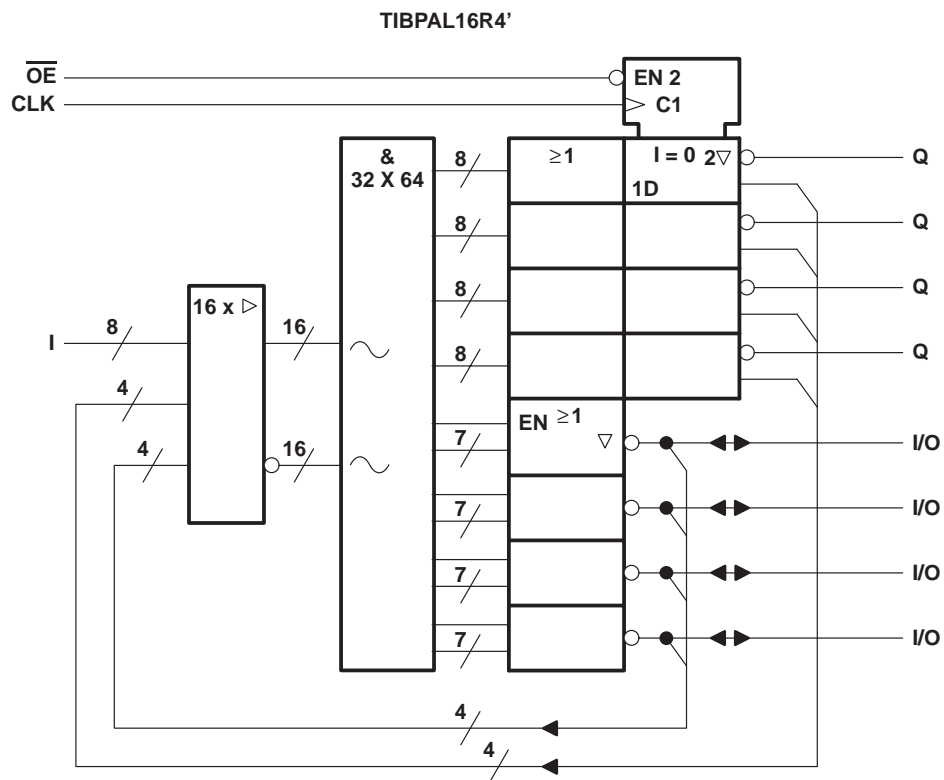 TIBPAL16R4'
OE
EN 2
CLK
C1
&
32 X 64
8
≥1
I = 0 2▽
1D
Q
8
Q
8
Q
16 x ▷
I
8
16
8
Q
4
EN ≥1
▽
7
I/O
4
16
7
I/O
7
I/O
7
I/O
4
4